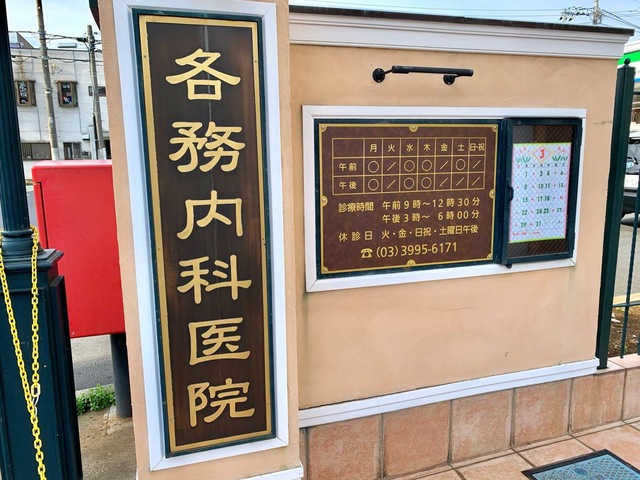 各務内科医院
月 火 水 木 金 土 日・祝
午前 ○ ／ ○ ○ ／ ○ ／
午後 ○ ／ ○ ○ ／ ／ ／
診療時間 午前9時〜12時30分
午後3時〜 6時00分
休診日 火・金・日祝・土曜日午後
☎ (03) 3995-6171
3